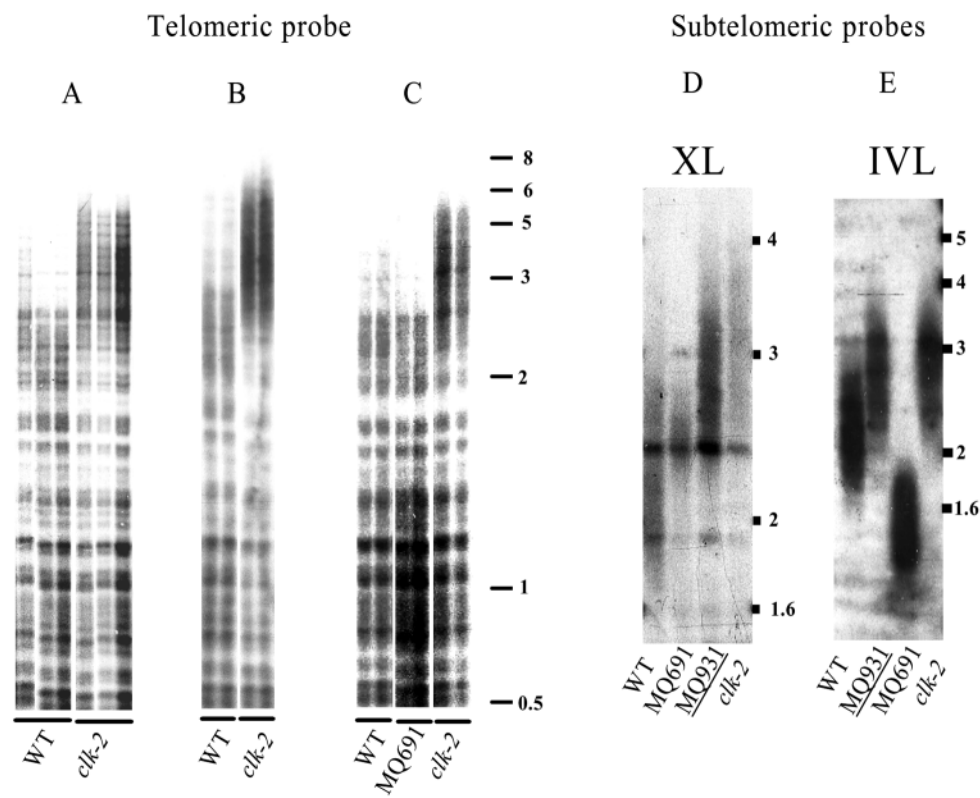 Telomeric probe
Subtelomeric probes
A
B
C
D
E
XL
IVL
8
6
5
3
2
1
0.5
4
3
2
1.6
5
4
3
2
1.6
WT
clk-2
WT
clk-2
WT
MQ691
clk-2
WT
MQ691
MQ931
clk-2
WT
MQ931
MQ691
clk-2